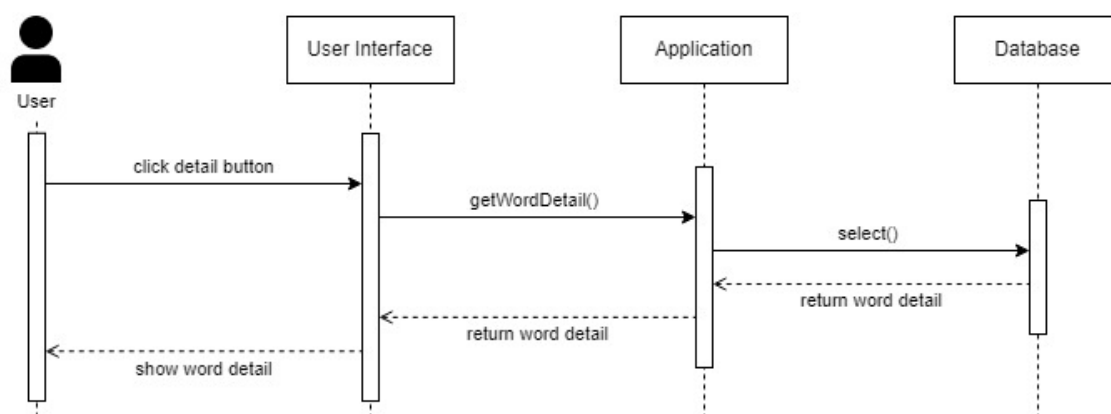 User Interface
Application
Database
User
click detail button
getWordDetail()
select()
return word detail
return word detail
show word detail